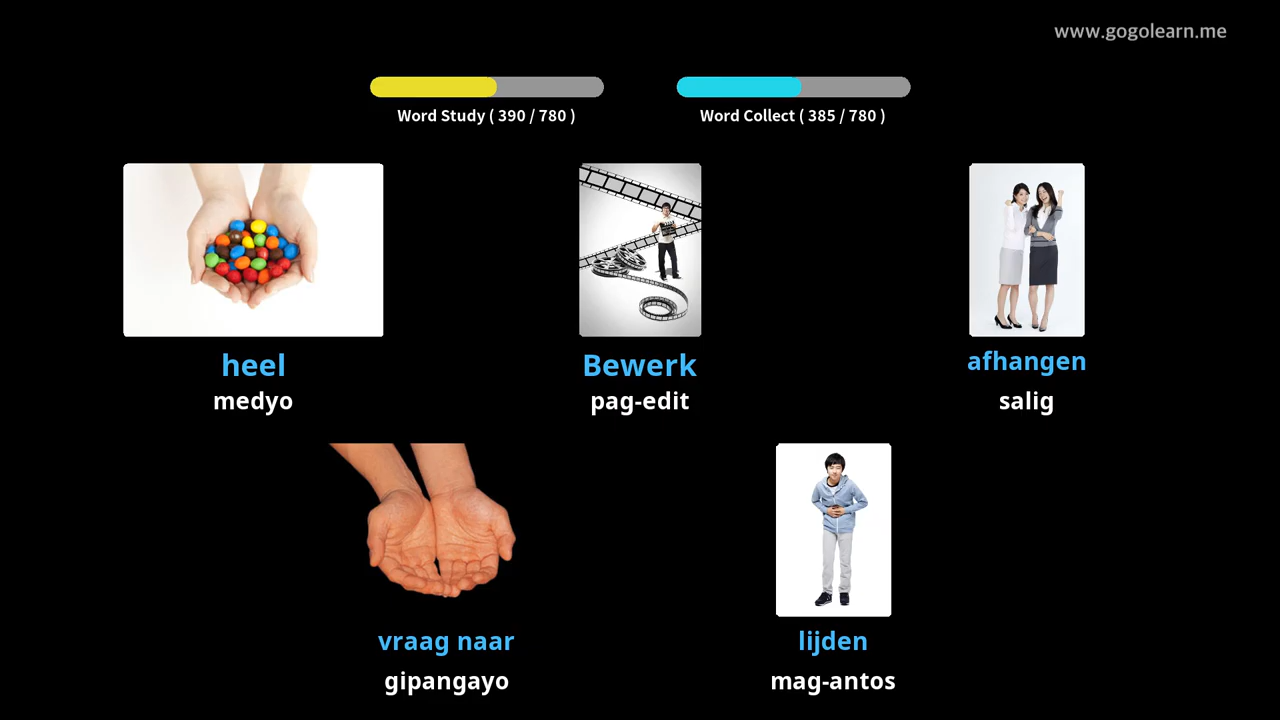 www.gogolearn.me
Word Study ( 390 / 780 )
Word Collect ( 385 / 780 )
heel
medyo
Bewerk
pag-edit
afhangen
salig
vraag naar
gipangayo
lijden
mag-antos